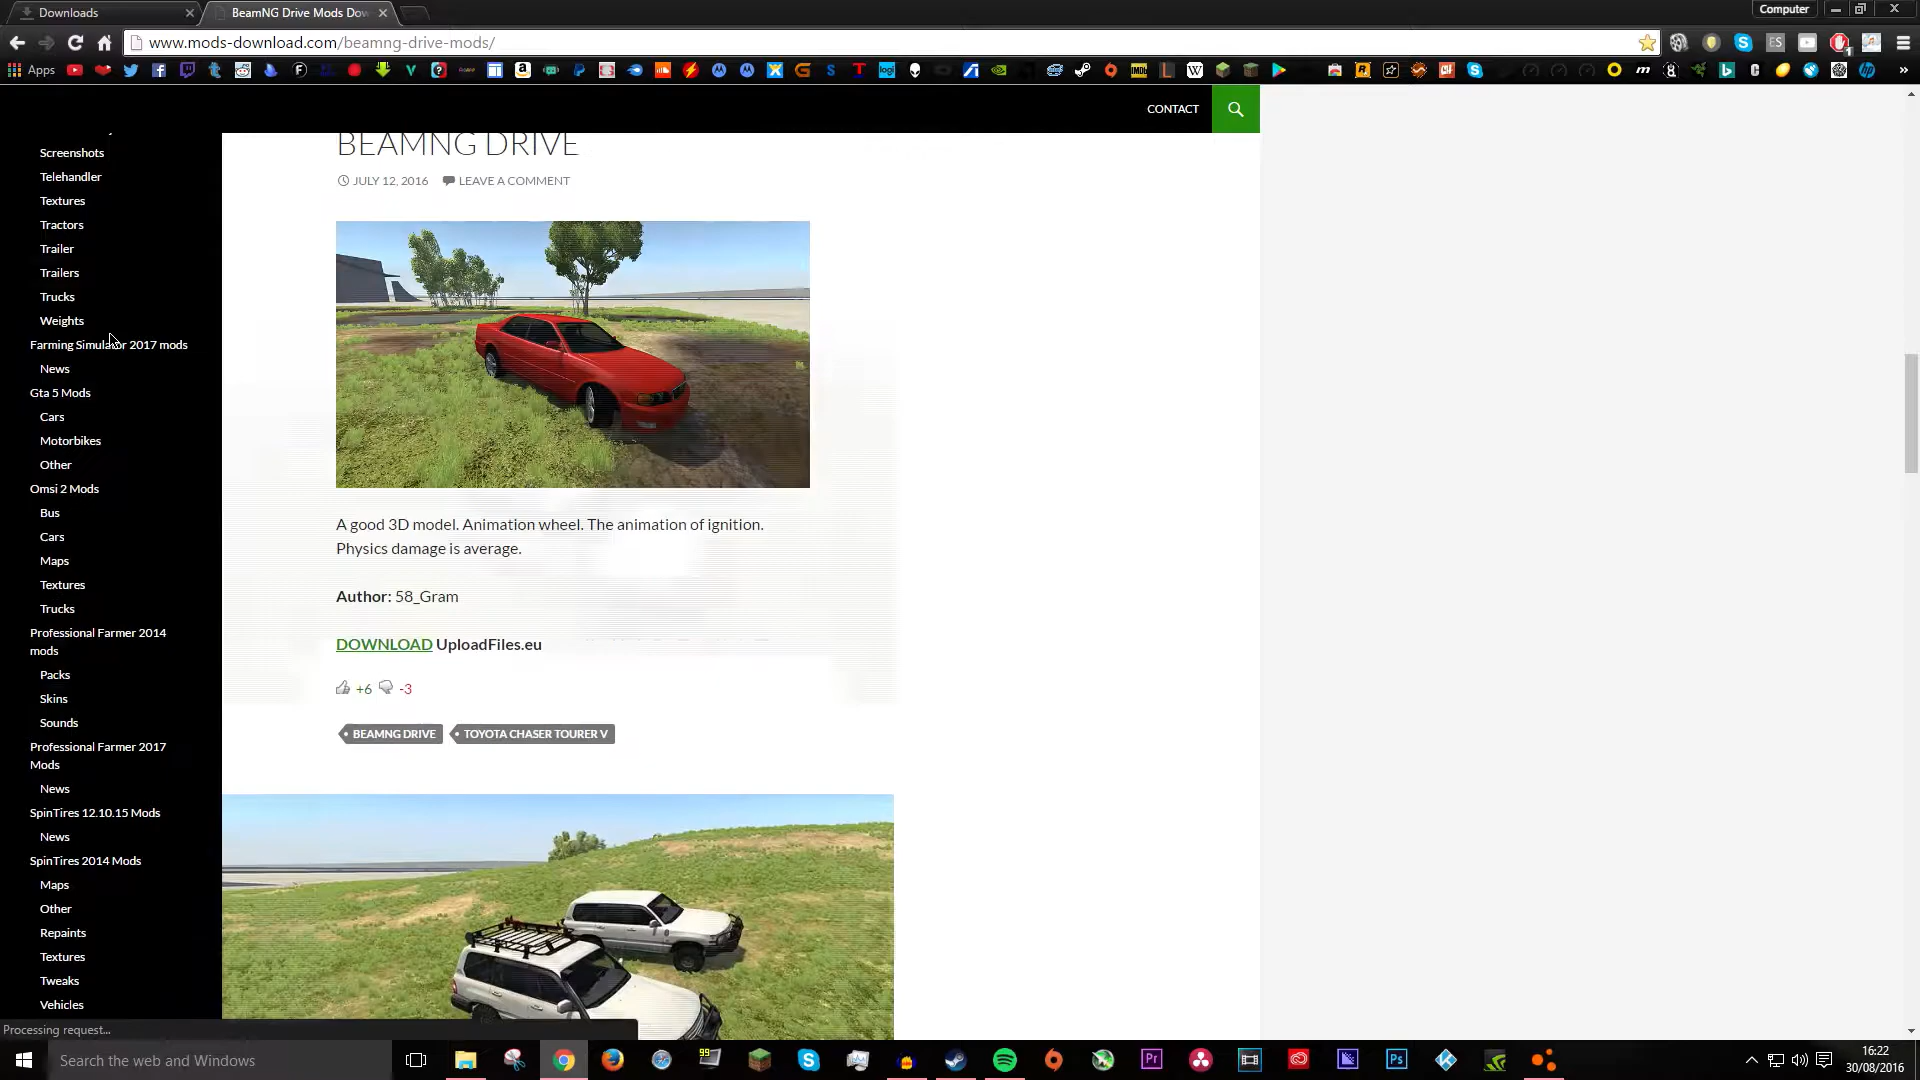 Downloads
BeamNG Drive Mods Dow
Computer
www.mods-download.com/beamng-drive-mods/
Apps
CONTACT
Screenshots
Telehandler
Textures
Tractors
Trailer
Trailers
Trucks
Weights
Farming Simulator 2017 mods
News
Gta 5 Mods
Cars
Motorbikes
Other
Omsi 2 Mods
Bus
Cars
Maps
Textures
Trucks
Professional Farmer 2014
mods
Packs
Skins
Sounds
Professional Farmer 2017
Mods
News
SpinTires 12.10.15 Mods
News
SpinTires 2014 Mods
Maps
Other
Repaints
Textures
Tweaks
Vehicles
BEAMNG DRIVE
JULY 12, 2016 LEAVE A COMMENT
A good 3D model. Animation wheel. The animation of ignition.
Physics damage is average.
Author: 58_Gram
DOWNLOAD UploadFiles.eu
+6 -3
• BEAMNG DRIVE • TOYOTA CHASER TOURER V
Processing request...
Search the web and Windows
16:22
30/08/2016